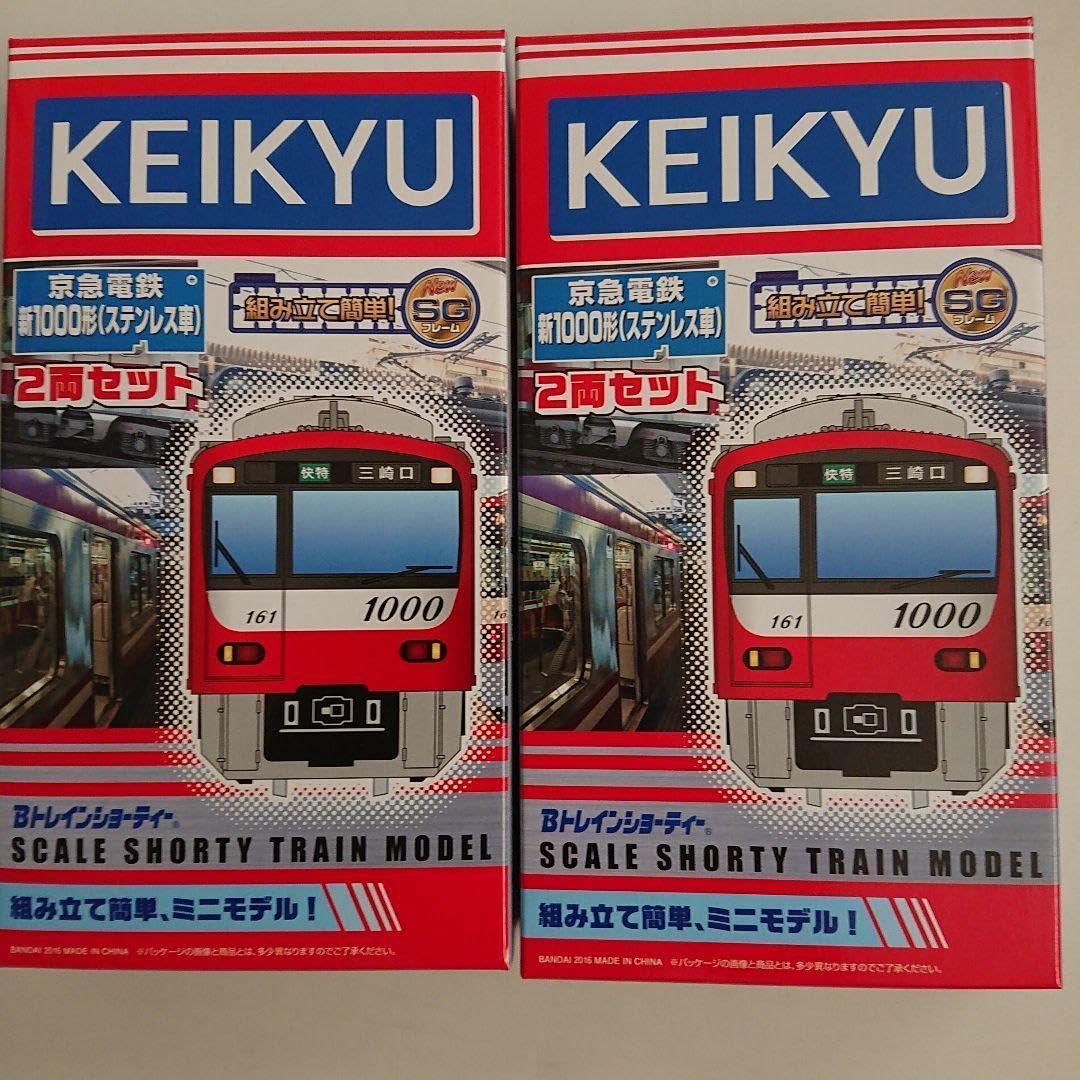 KEIKYU
京急電鉄
新1000形(ステンレス車)
組み立て簡単!
New
SG
フレーム
2両セット
快特 三崎口
161 1000
Bトレインショーティー®
SCALE SHORTY TRAIN MODEL
組み立て簡単、ミニモデル!
BANDAI 2016 MADE IN CHINA ※パッケージの画像と商品とは、多少異なりますのでご了承ください。
KEIKYU
京急電鉄
新1000形(ステンレス車)
組み立て簡単!
New
SG
フレーム
2両セット
快特 三崎口
161 1000
Bトレインショーティー®
SCALE SHORTY TRAIN MODEL
組み立て簡単、ミニモデル!
BANDAI 2016 MADE IN CHINA ※パッケージの画像と商品とは、多少異なりますのでご了承ください。